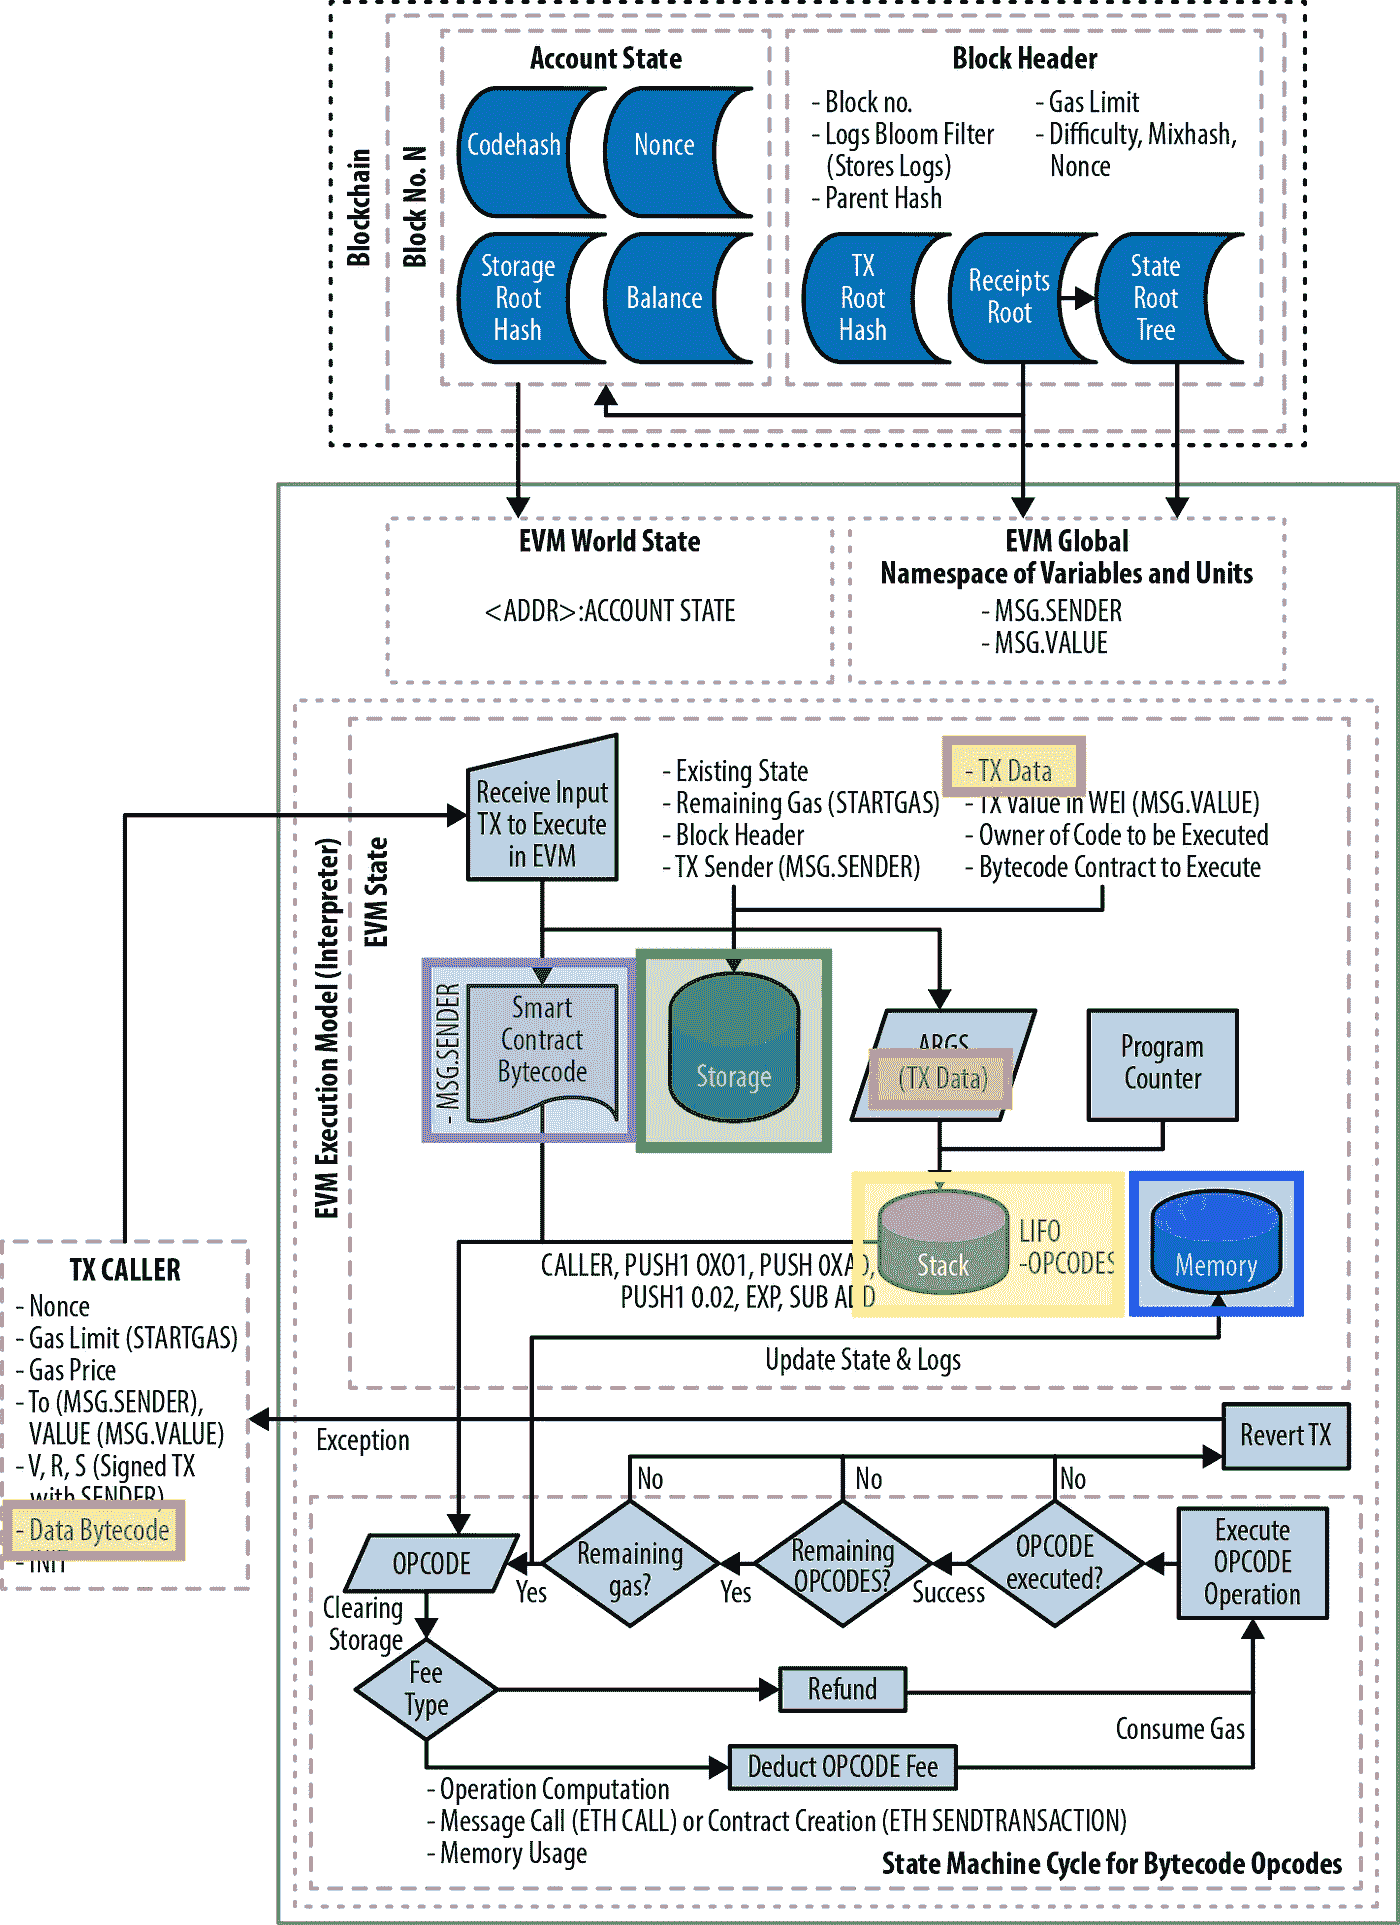 Blockchain
Block No. N
Account State
Codehash
Nonce
Storage
Root
Hash
Balance
Block Header
- Block no.
- Logs Bloom Filter
(Stores Logs)
- Parent Hash
- Gas Limit
- Difficulty, Mixhash,
Nonce
TX
Root
Hash
Receipts
Root
State
Root
Tree
EVM World State
<ADDR>:ACCOUNT STATE
EVM Global
Namespace of Variables and Units
- MSG.SENDER
- MSG.VALUE
EVM Execution Model (Interpreter)
EVM State
Receive Input
TX to Execute
in EVM
- Existing State
- Remaining Gas (STARTGAS)
- Block Header
- TX Sender (MSG.SENDER)
- TX Data
- TX Value in WEI (MSG.VALUE)
- Owner of Code to be Executed
- Bytecode Contract to Execute
- MSG.SENDER
Smart
Contract
Bytecode
Storage
ARGS
(TX Data)
Program
Counter
Stack
LIFO
-OPCODES
Memory
CALLER, PUSH1 0X01, PUSH 0XAD,
PUSH1 0.02, EXP, SUB ADD
Update State & Logs
TX CALLER
- Nonce
- Gas Limit (STARTGAS)
- Gas Price
- To (MSG.SENDER),
VALUE (MSG.VALUE)
- V, R, S (Signed TX
with SENDER)
- Data Bytecode
- INIT
Exception
Revert TX
No
No
No
OPCODE
Yes
Remaining
gas?
Yes
Remaining
OPCODES?
Success
OPCODE
executed?
Execute
OPCODE
Operation
Clearing
Storage
Fee
Type
Refund
Consume Gas
Deduct OPCODE Fee
- Operation Computation
- Message Call (ETH CALL) or Contract Creation (ETH SENDTRANSACTION)
- Memory Usage
State Machine Cycle for Bytecode Opcodes